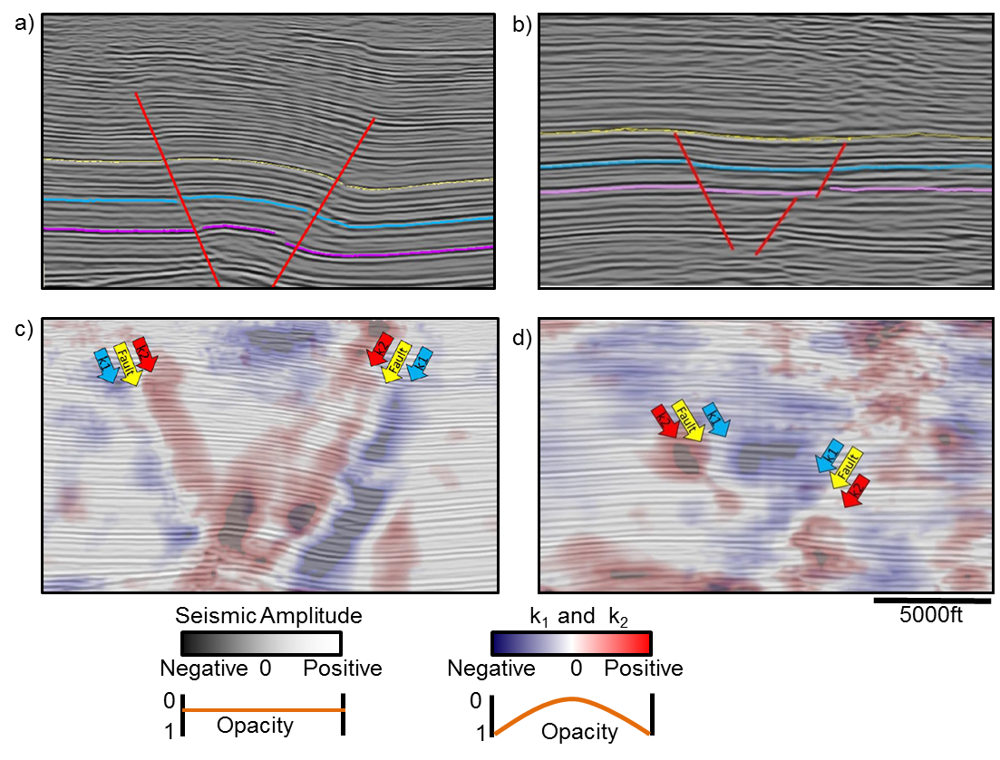 a)
b)
c)
k1
Fault
k2
k2
Fault
k1
d)
k2
Fault
k1
k1
Fault
k2
5000ft
Seismic Amplitude
k₁ and k₂
Negative 0 Positive
Negative 0 Positive
0
1
Opacity
0
1
Opacity